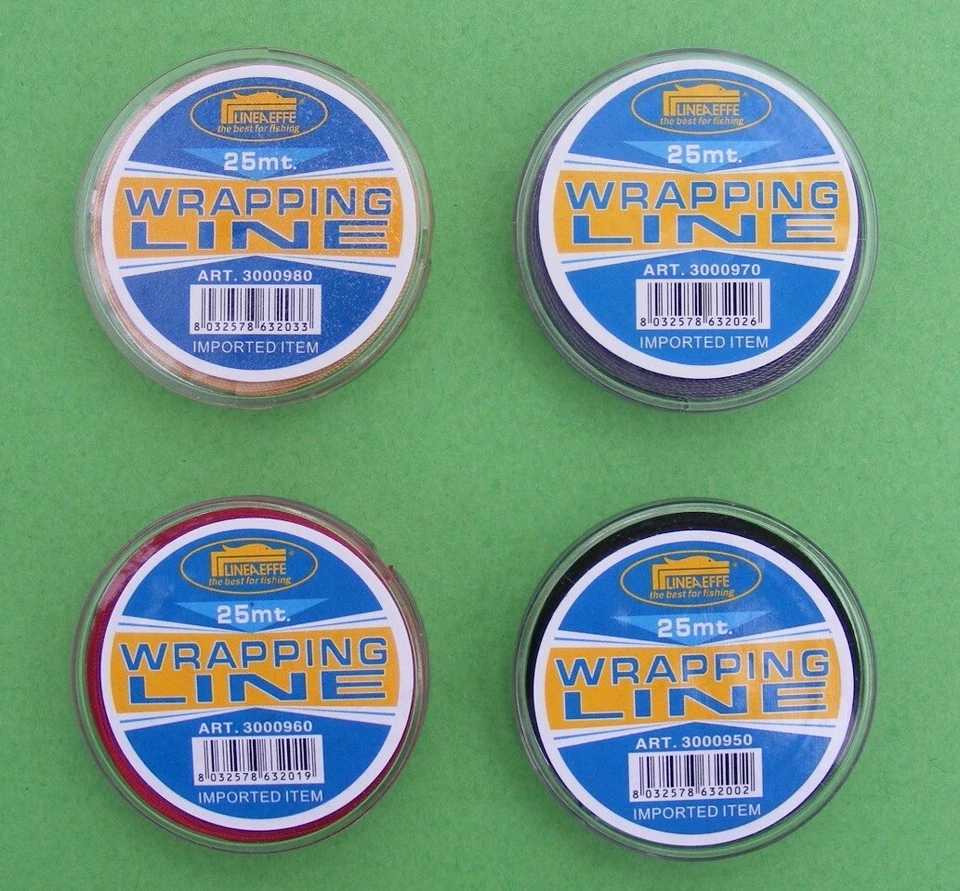 LINEAEFFE
the best for fishing
25mt.
WRAPPING
LINE
ART. 3000980
8 032578 632033
IMPORTED ITEM
LINEAEFFE
the best for fishing
25mt.
WRAPPING
LINE
ART. 3000970
8 032578 632026
IMPORTED ITEM
LINEAEFFE
the best for fishing
25mt.
WRAPPING
LINE
ART. 3000960
8 032578 632019
IMPORTED ITEM
LINEAEFFE
the best for fishing
25mt.
WRAPPING
LINE
ART. 3000950
8 032578 632002
IMPORTED ITEM